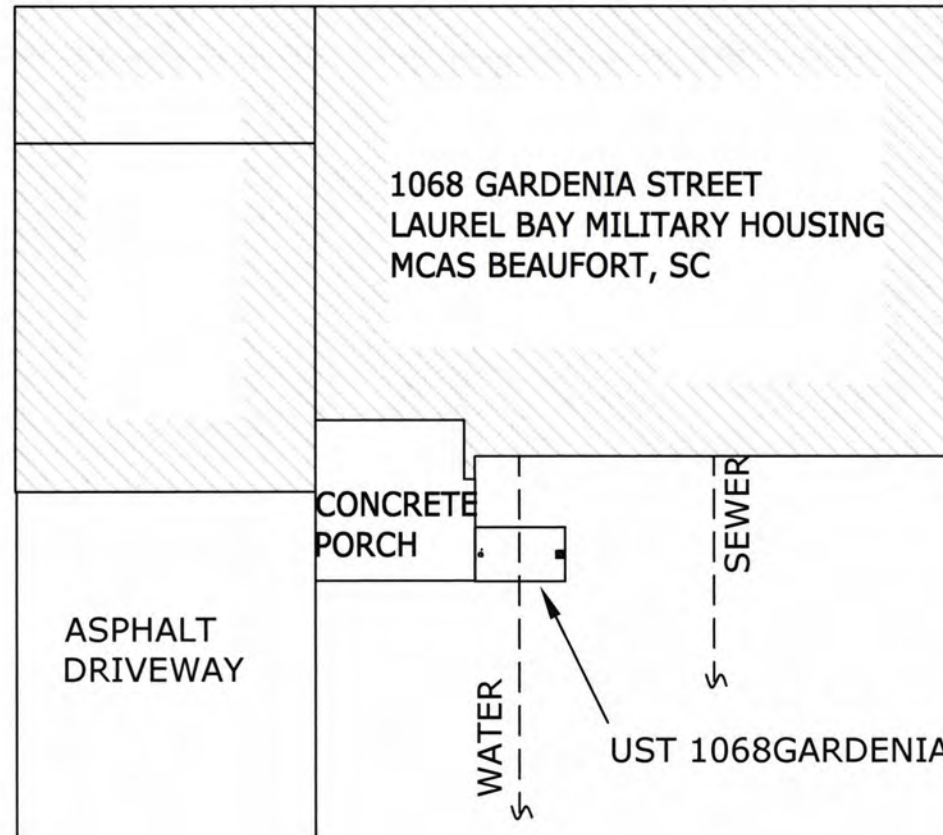 1068 GARDENIA STREET
LAUREL BAY MILITARY HOUSING
MCAS BEAUFORT, SC
CONCRETE
PORCH
SEWER
ASPHALT
DRIVEWAY
WATER
UST 1068GARDENIA